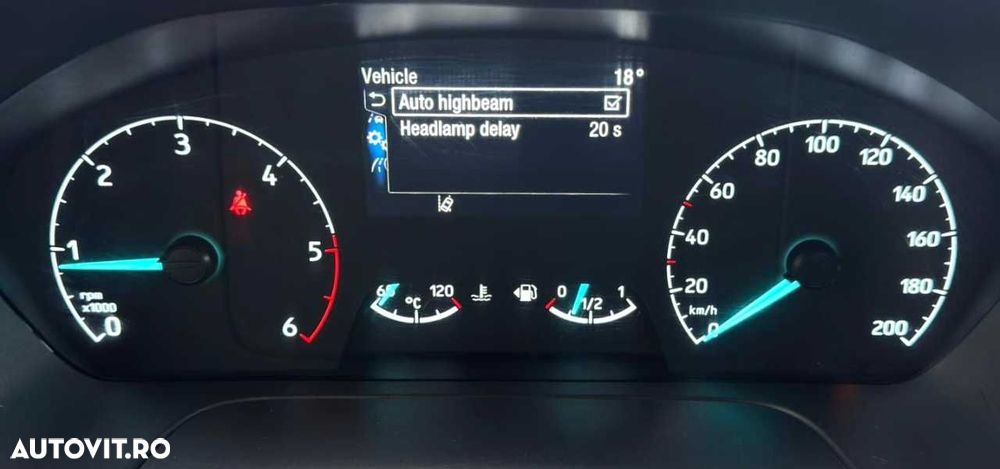 Vehicle 18°
Auto highbeam
Headlamp delay 20 s
0 1 2 3 4 5 6
rpm
x1000
60 120
°C
0 1/2 1
0 20 40 60 80 100 120 140 160 180 200
km/h
AUTOVIT.RO